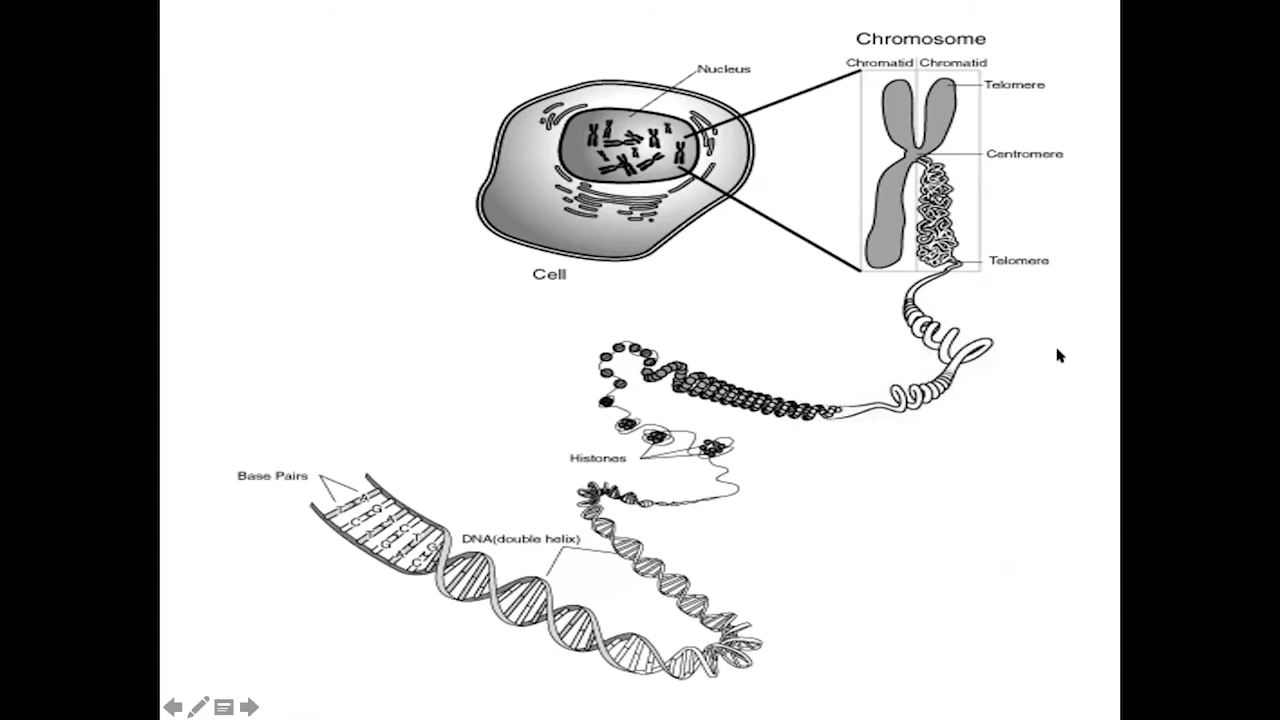 Chromosome
Chromatid Chromatid
Nucleus
Telomere
Centromere
Telomere
Cell
Histones
Base Pairs
DNA(double helix)